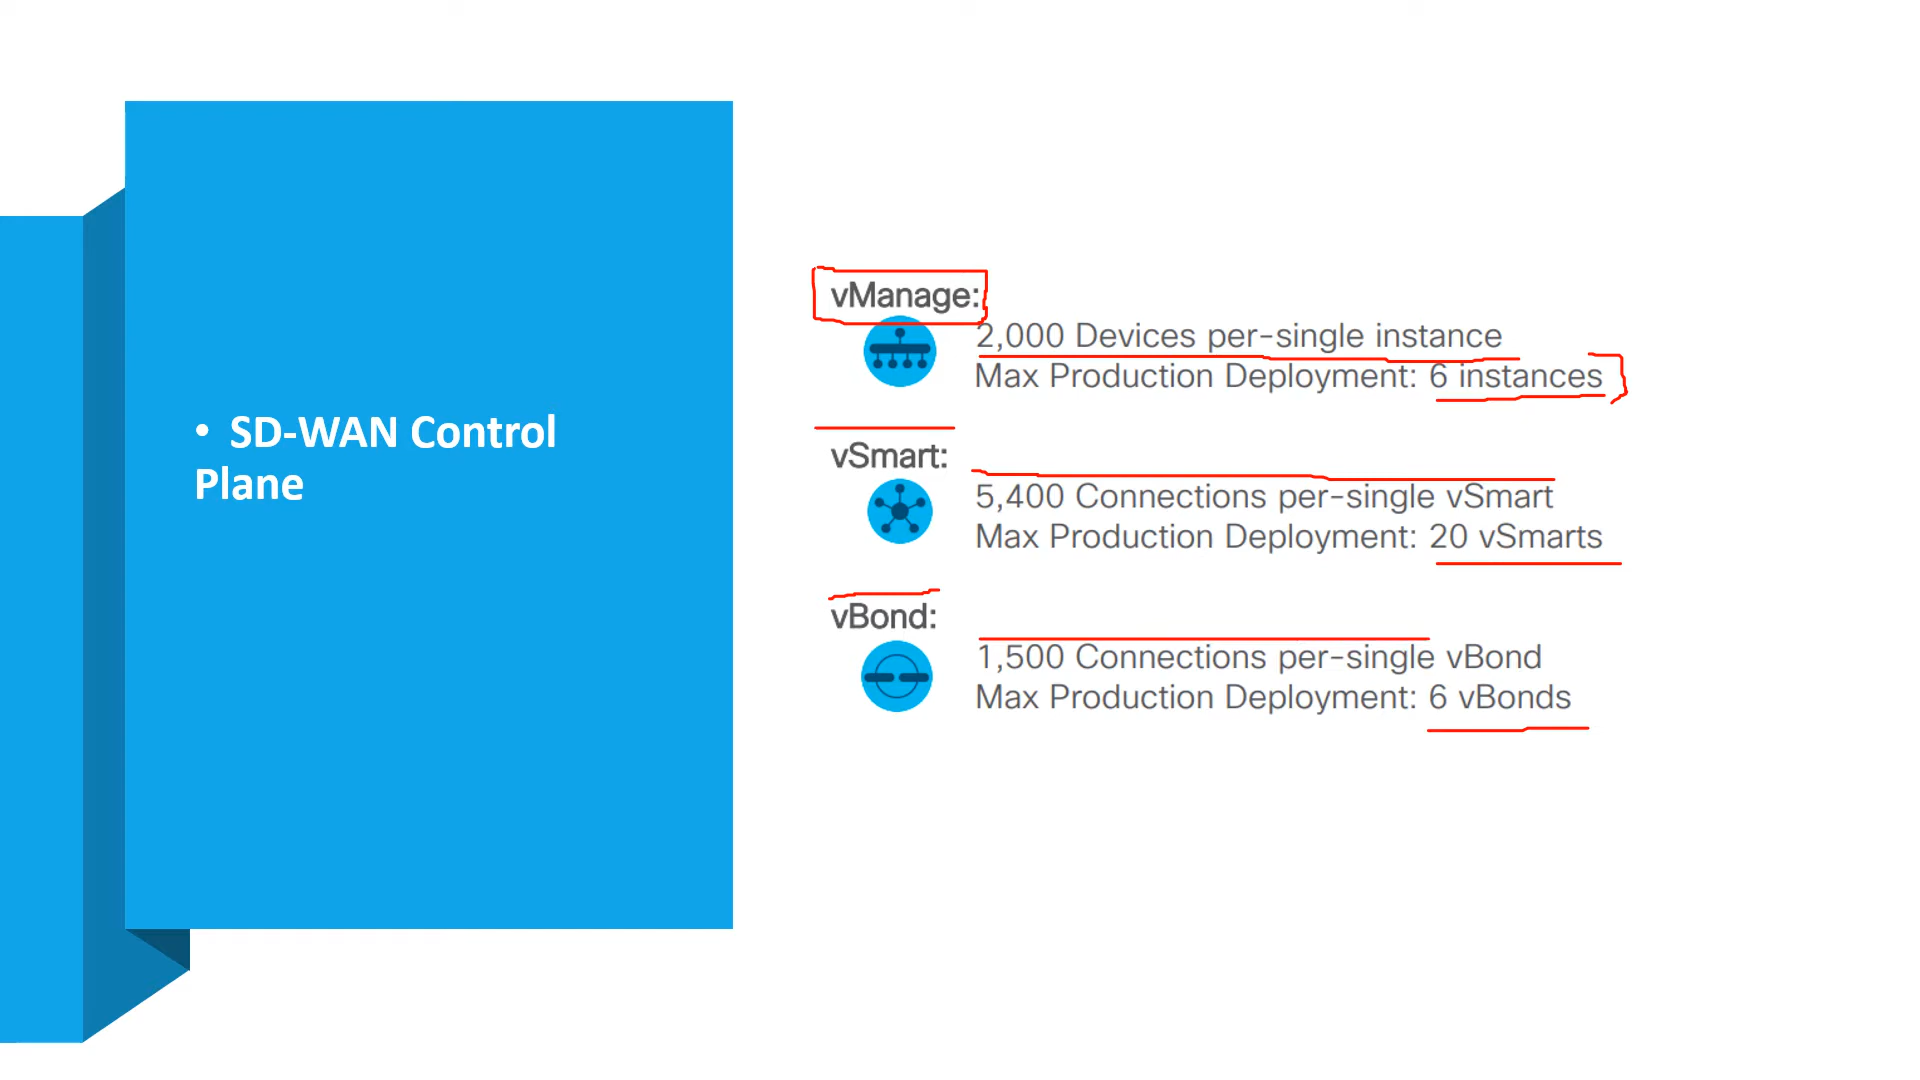 • SD-WAN Control
Plane
vManage:
2,000 Devices per-single instance
Max Production Deployment: 6 instances
vSmart:
5,400 Connections per-single vSmart
Max Production Deployment: 20 vSmarts
vBond:
1,500 Connections per-single vBond
Max Production Deployment: 6 vBonds